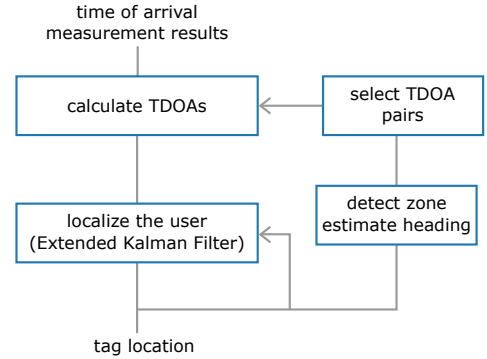 time of arrival
measurement results
calculate TDOAs
select TDOA
pairs
detect zone
estimate heading
localize the user
(Extended Kalman Filter)
tag location